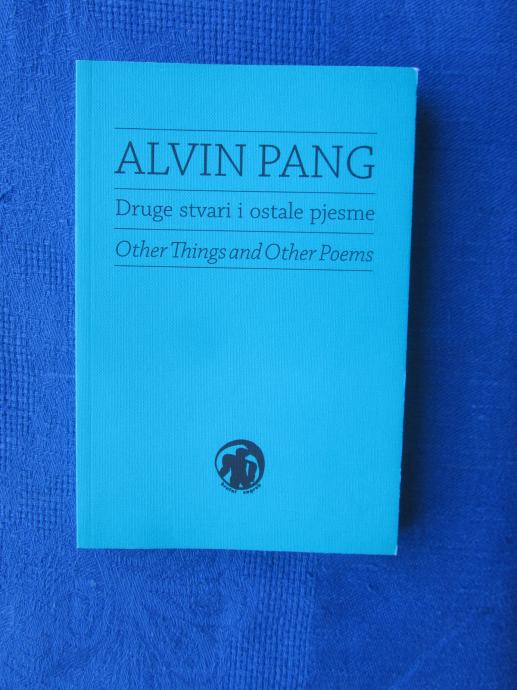 ALVIN PANG
Druge stvari i ostale pjesme
Other Things and Other Poems